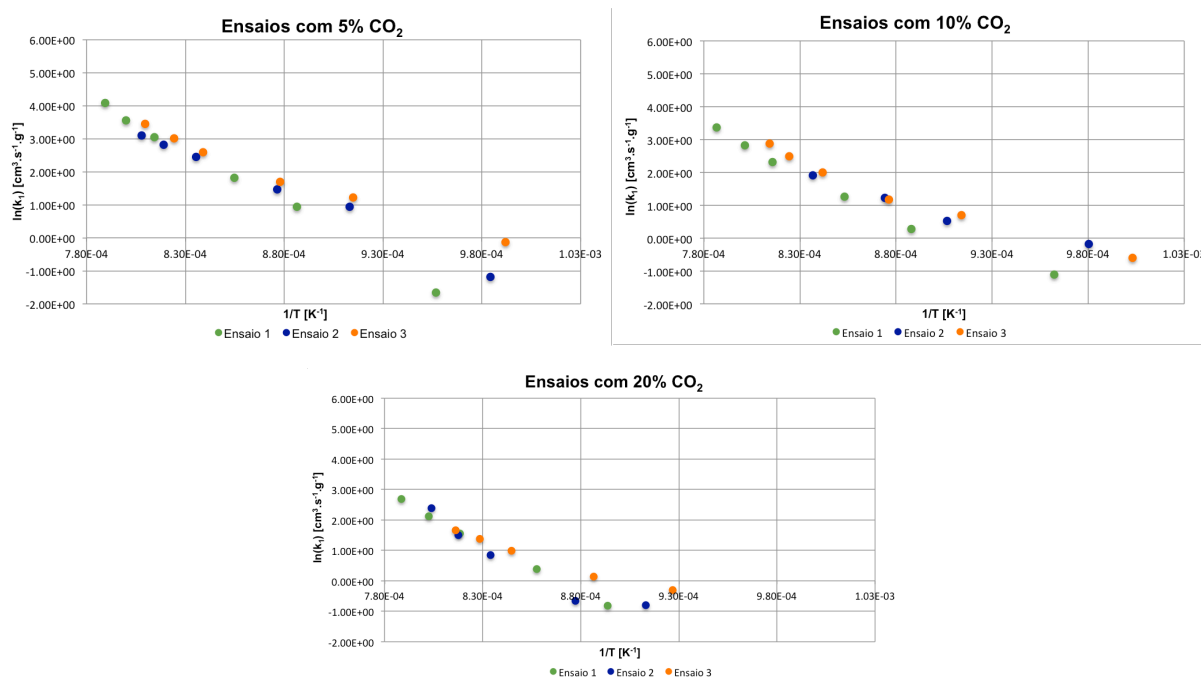 Ensaios com 5% CO₂
6.00E+00
5.00E+00
4.00E+00
3.00E+00
2.00E+00
1.00E+00
0.00E+00
-1.00E+00
-2.00E+00
ln(k₁) [cm³.s⁻¹.g⁻¹]
7.80E-04 8.30E-04 8.80E-04 9.30E-04 9.80E-04 1.03E-03
1/T [K⁻¹]
Ensaio 1 Ensaio 2 Ensaio 3
Ensaios com 10% CO₂
6.00E+00
5.00E+00
4.00E+00
3.00E+00
2.00E+00
1.00E+00
0.00E+00
-1.00E+00
-2.00E+00
ln(k₁) [cm³.s⁻¹.g⁻¹]
7.80E-04 8.30E-04 8.80E-04 9.30E-04 9.80E-04 1.03E-0
1/T [K⁻¹]
Ensaio 1 Ensaio 2 Ensaio 3
Ensaios com 20% CO₂
6.00E+00
5.00E+00
4.00E+00
3.00E+00
2.00E+00
1.00E+00
0.00E+00
-1.00E+00
-2.00E+00
ln(k₁) [cm³.s⁻¹.g⁻¹]
7.80E-04 8.30E-04 8.80E-04 9.30E-04 9.80E-04 1.03E-03
1/T [K⁻¹]
Ensaio 1 Ensaio 2 Ensaio 3